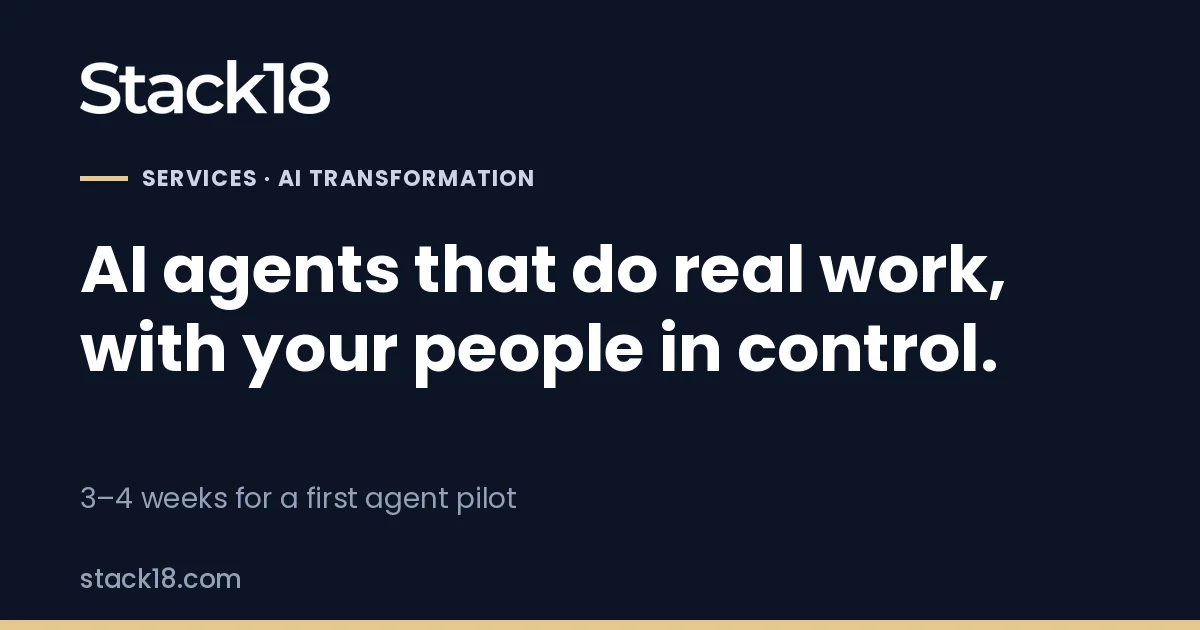 Stack18
SERVICES · AI TRANSFORMATION
AI agents that do real work,
with your people in control.
3–4 weeks for a first agent pilot
stack18.com